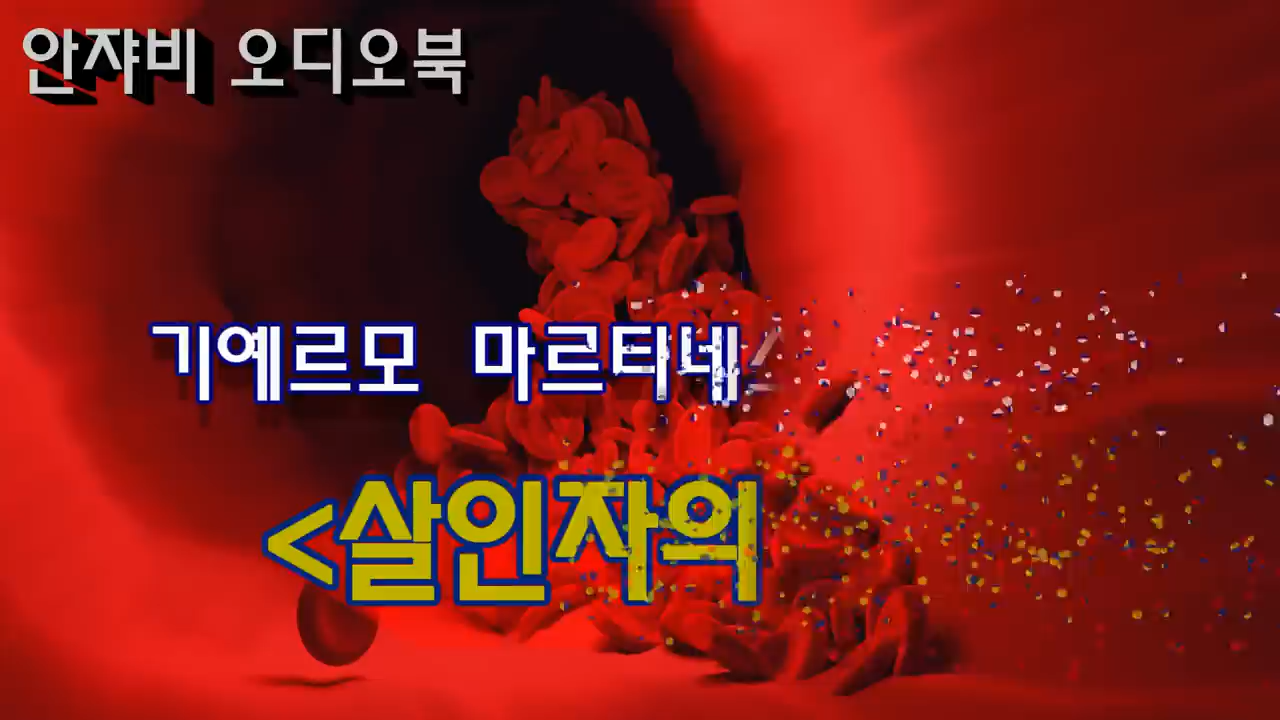 안쟈비 오디오북
기예르모 마르티네
<살인자의